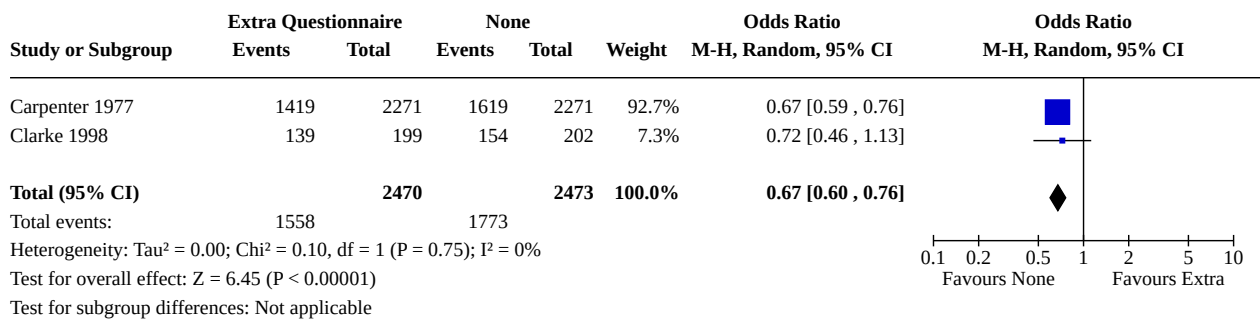 Extra Questionnaire None Odds Ratio Odds Ratio
Study or Subgroup Events Total Events Total Weight M-H, Random, 95% CI M-H, Random, 95% CI
Carpenter 1977 1419 2271 1619 2271 92.7% 0.67 [0.59 , 0.76]
Clarke 1998 139 199 154 202 7.3% 0.72 [0.46 , 1.13]
Total (95% CI) 2470 2473 100.0% 0.67 [0.60 , 0.76]
Total events: 1558 1773
Heterogeneity: Tau² = 0.00; Chi² = 0.10, df = 1 (P = 0.75); I² = 0%
0.1 0.2 0.5 1 2 5 10
Test for overall effect: Z = 6.45 (P < 0.00001) Favours None Favours Extra
Test for subgroup differences: Not applicable